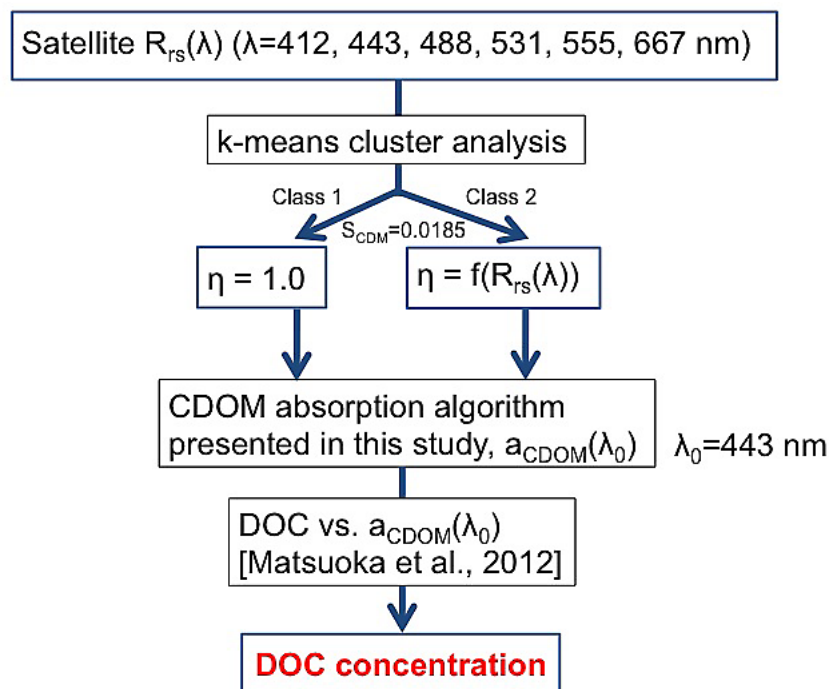 Satellite Rrs(λ) (λ=412, 443, 488, 531, 555, 667 nm)
k-means cluster analysis
Class 1
Class 2
SCDM=0.0185
η = 1.0
η = f(Rrs(λ))
CDOM absorption algorithm
presented in this study, aCDOM(λ0)
λ0=443 nm
DOC vs. aCDOM(λ0)
[Matsuoka et al., 2012]
DOC concentration